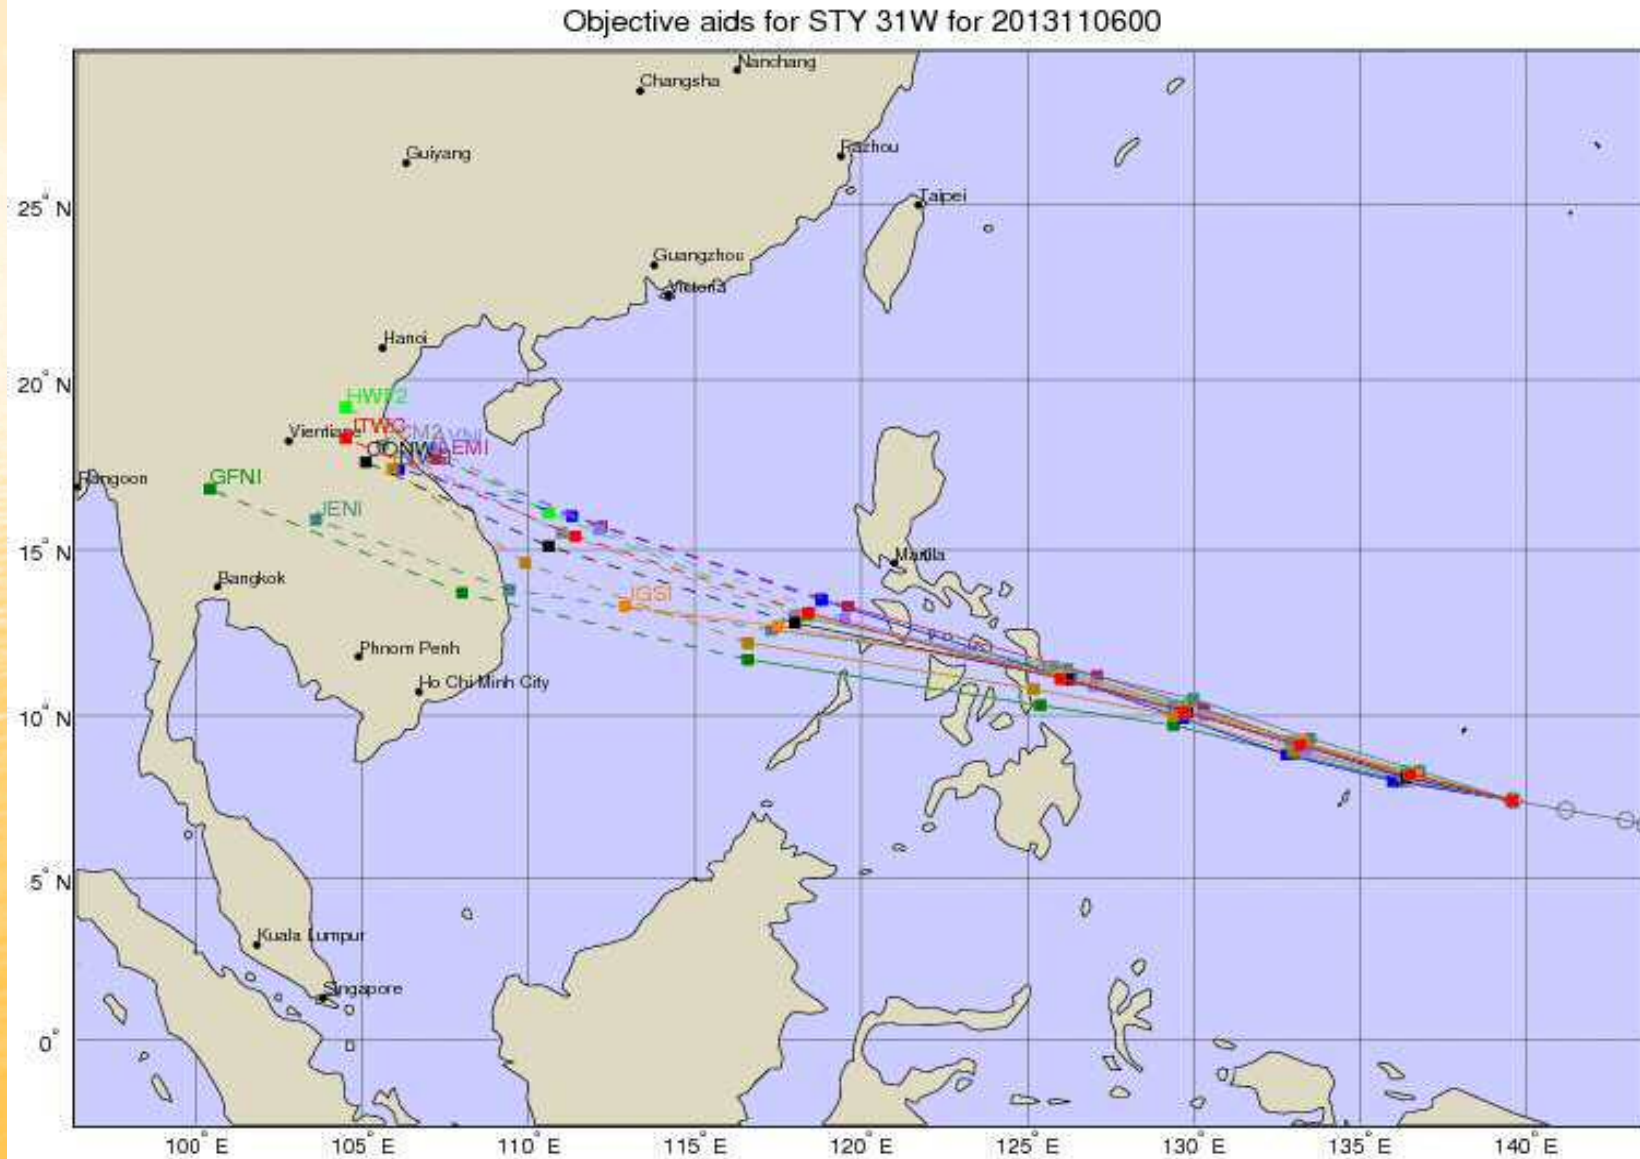 Objective aids for STY 31W for 2013110600
Nanchang
Changsha
Guiyang
Fuzhou
25° N
Taipei
Guangzhou
Victoria
Hanoi
20° N
HWF2
JTWC
Vientiane
CONW
AEMI
Rangoon
GFNI
JENI
15° N
Manila
Bangkok
JGSI
Phnom Penh
Ho Chi Minh City
10° N
5° N
Kuala Lumpur
Singapore
0°
100° E
105° E
110° E
115° E
120° E
125° E
130° E
135° E
140° E